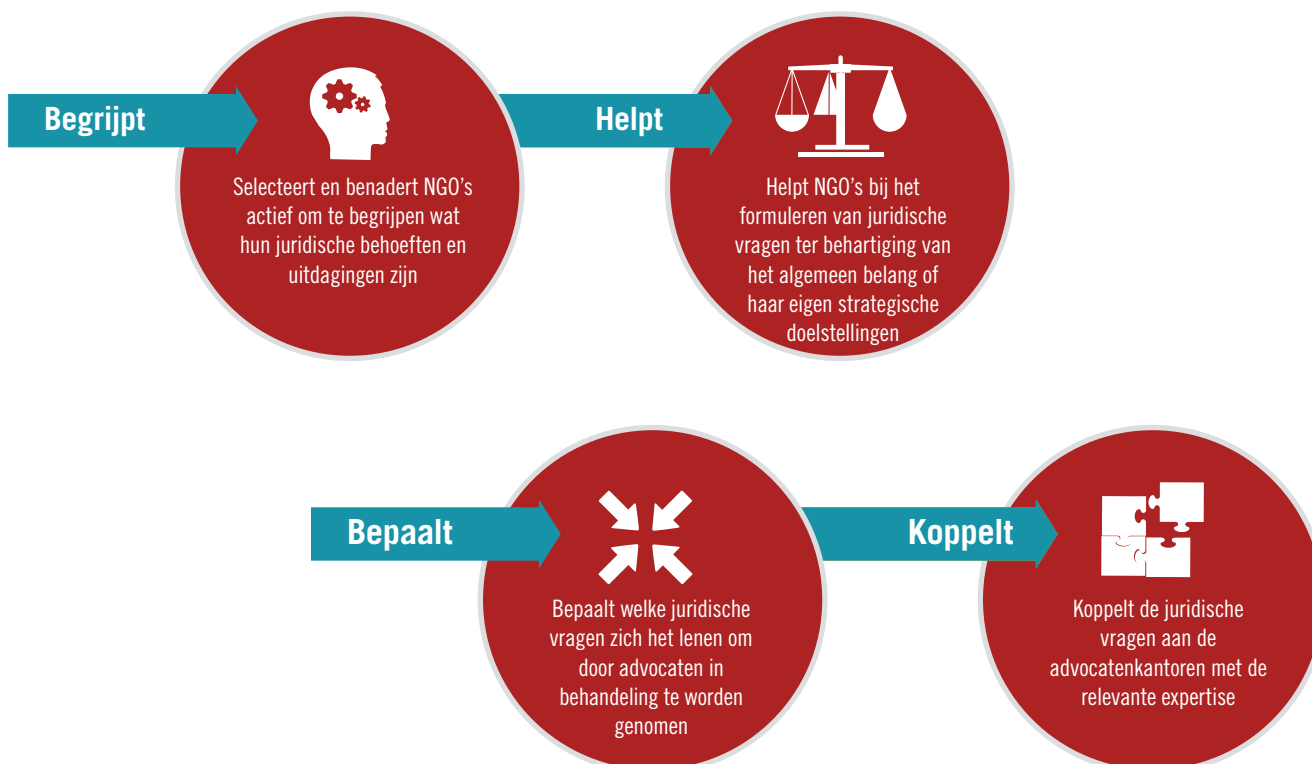 Begrijpt
Selecteert en benadert NGO's
actief om te begrijpen wat
hun juridische behoeften en
uitdagingen zijn
Helpt
Helpt NGO's bij het
formuleren van juridische
vragen ter behartiging van
het algemeen belang of
haar eigen strategische
doelstellingen
Bepaalt
Bepaalt welke juridische
vragen zich het lenen om
door advocaten in
behandeling te worden
genomen
Koppelt
Koppelt de juridische
vragen aan de
advocatenkantoren met de
relevante expertise